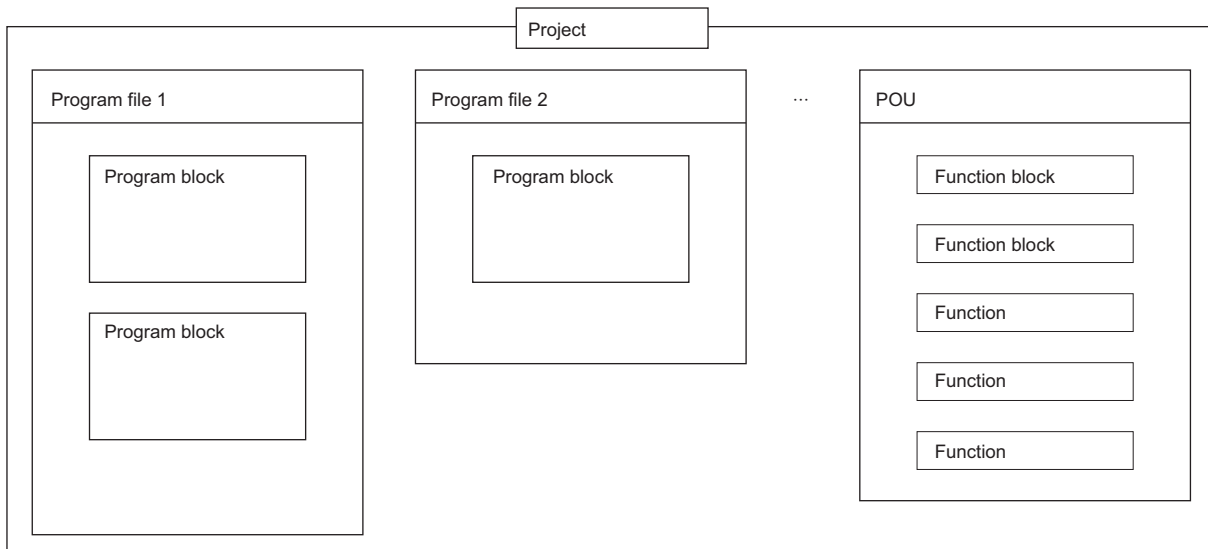 Project
Program file 1
Program block
Program block
Program file 2
Program block
...
POU
Function block
Function block
Function
Function
Function